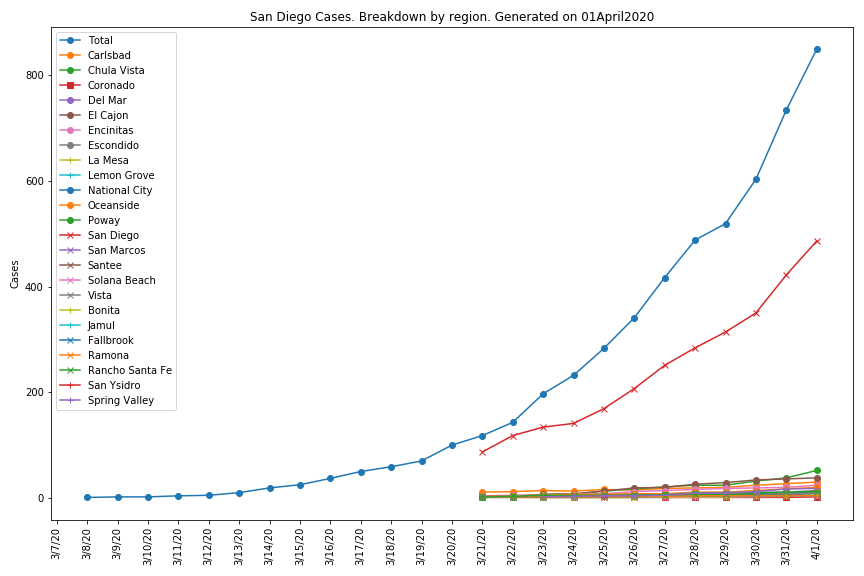 San Diego Cases. Breakdown by region. Generated on 01April2020
Total
Carlsbad
Chula Vista
Coronado
Del Mar
El Cajon
Encinitas
Escondido
La Mesa
Lemon Grove
National City
Oceanside
Poway
San Diego
San Marcos
Santee
Solana Beach
Vista
Bonita
Jamul
Fallbrook
Ramona
Rancho Santa Fe
San Ysidro
Spring Valley
Cases
800
600
400
200
0
3/7/20
3/8/20
3/9/20
3/10/20
3/11/20
3/12/20
3/13/20
3/14/20
3/15/20
3/16/20
3/17/20
3/18/20
3/19/20
3/20/20
3/21/20
3/22/20
3/23/20
3/24/20
3/25/20
3/26/20
3/27/20
3/28/20
3/29/20
3/30/20
3/31/20
4/1/20